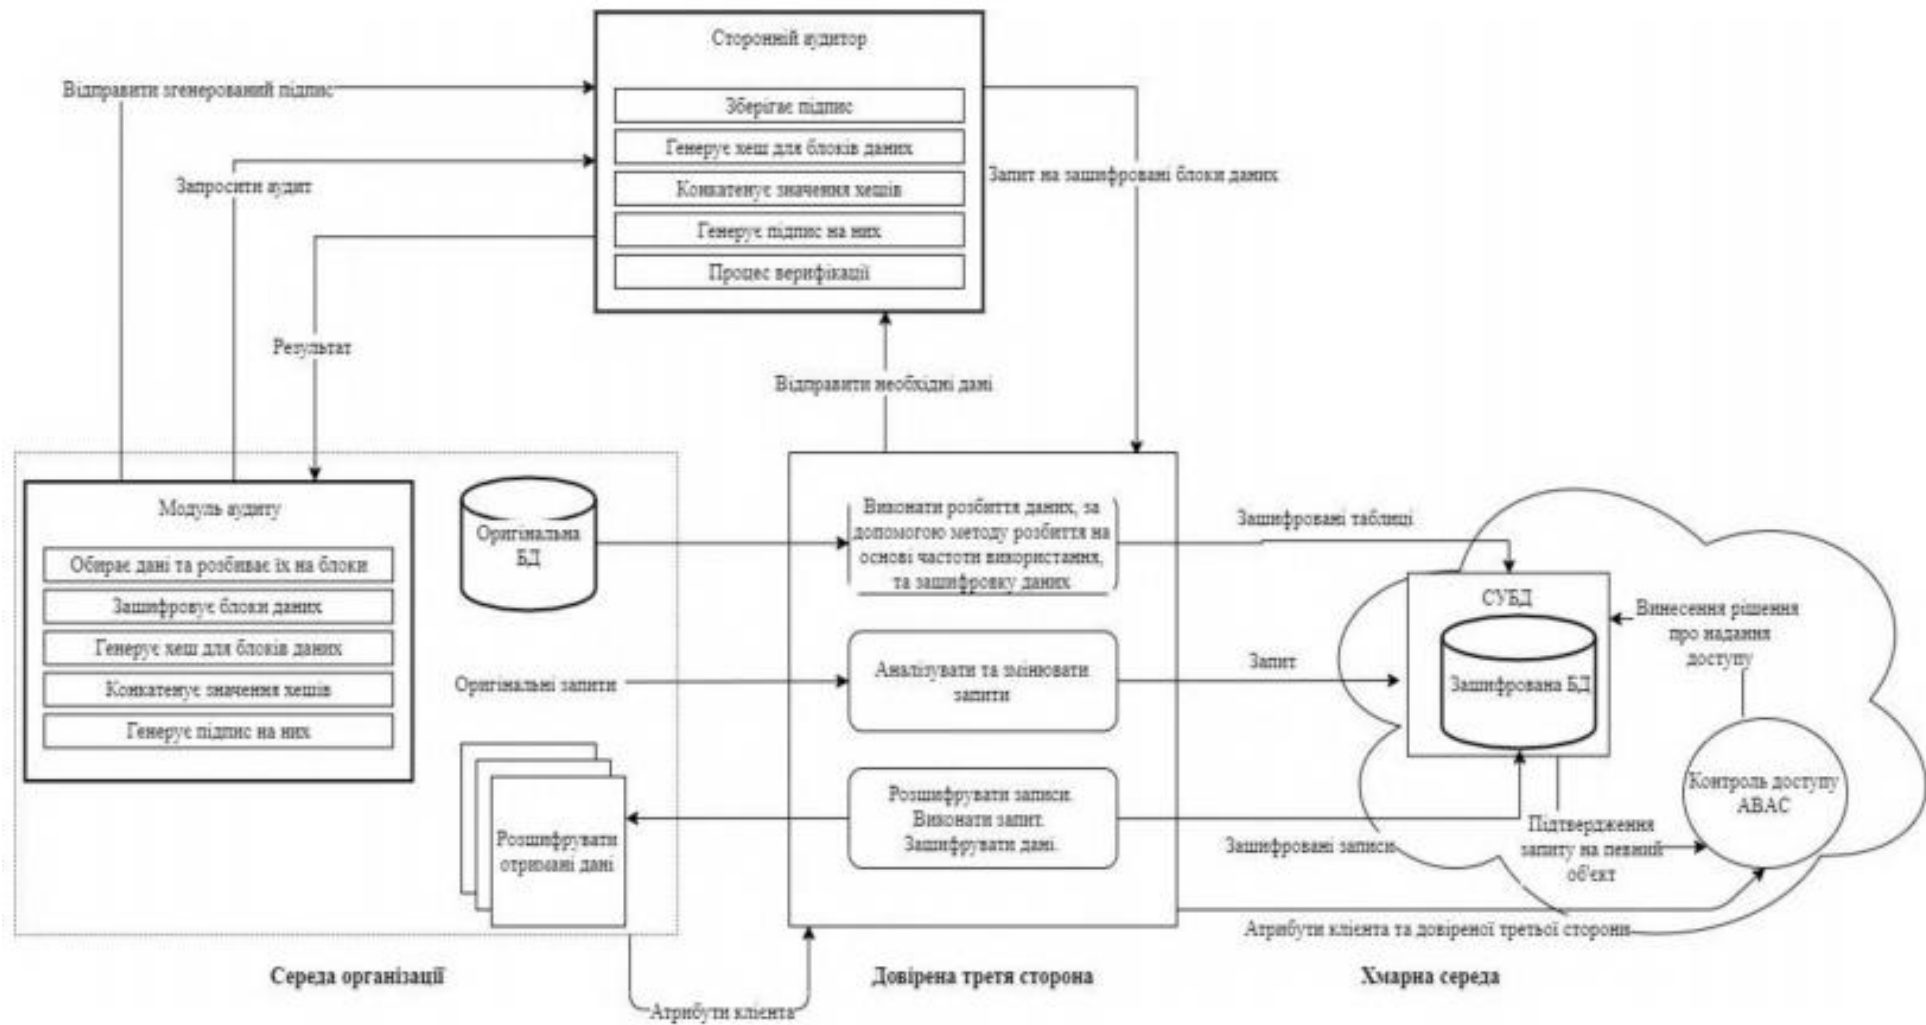 Сторонній аудитор
Відправити згенерований підпис
Зберігає підпис
Генерує хеш для блоків даних
Запит на зашифровані блоки даних
Запросити аудит
Конкатенує значення хешів
Генерує підпис на них
Процес верифікації
Результат
Відправити необхідні дані
Модуль аудиту
Обирає дані та розбиває їх на блоки
Зашифровує блоки даних
Генерує хеш для блоків даних
Конкатенує значення хешів
Генерує підпис на них
Оригінальна
БД
Оригінальні запити
Розшифрувати
отримані дані
Виконати розбиття даних, за
допомогою методу розбиття на
основі частоти використання,
та зашифровку даних
Аналізувати та змінювати
запити
Розшифрувати записи.
Виконати запит.
Зашифрувати дані.
Зашифровані таблиці
Запит
Зашифровані записи
СУБД
Зашифрована БД
Винесення рішення
про надання
доступу
Контроль доступу
ABAC
Підтвердження
запиту на певний
об'єкт
Атрибути клієнта та довіреної третьої сторони
Середа організації
Довірена третя сторона
Хмарна середа
Атрибути клієнта